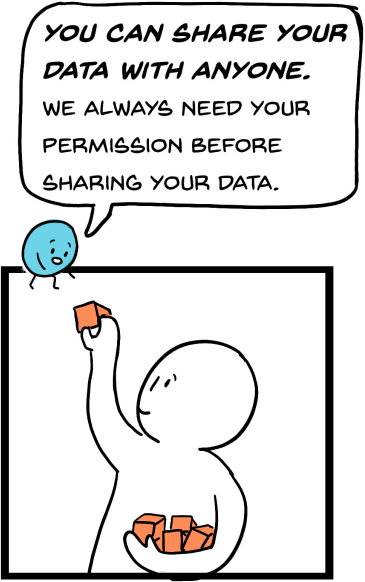 YOU CAN SHARE YOUR
DATA WITH ANYONE.
WE ALWAYS NEED YOUR
PERMISSION BEFORE
SHARING YOUR DATA.